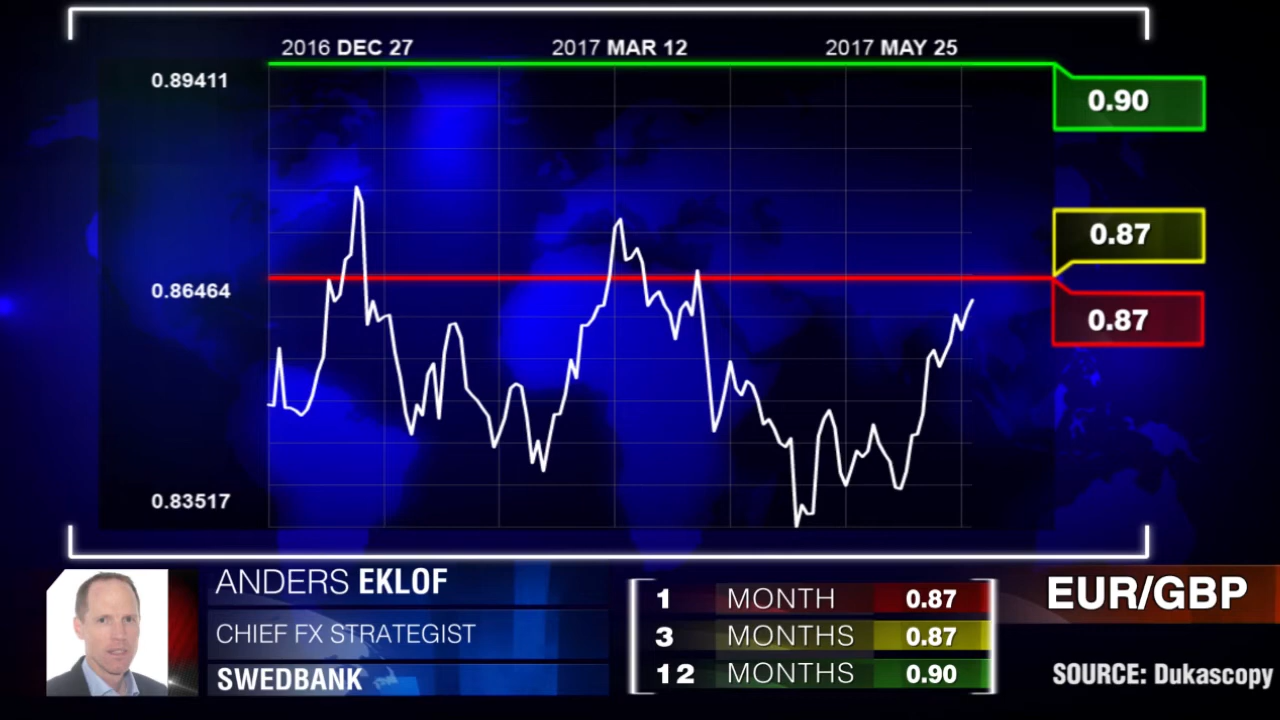 2016 DEC 27 2017 MAR 12 2017 MAY 25
0.89411
0.90
0.87
0.86464
0.87
0.83517
ANDERS EKLOF
CHIEF FX STRATEGIST
SWEDBANK
1 MONTH 0.87
3 MONTHS 0.87
12 MONTHS 0.90
EUR/GBP
SOURCE: Dukascopy